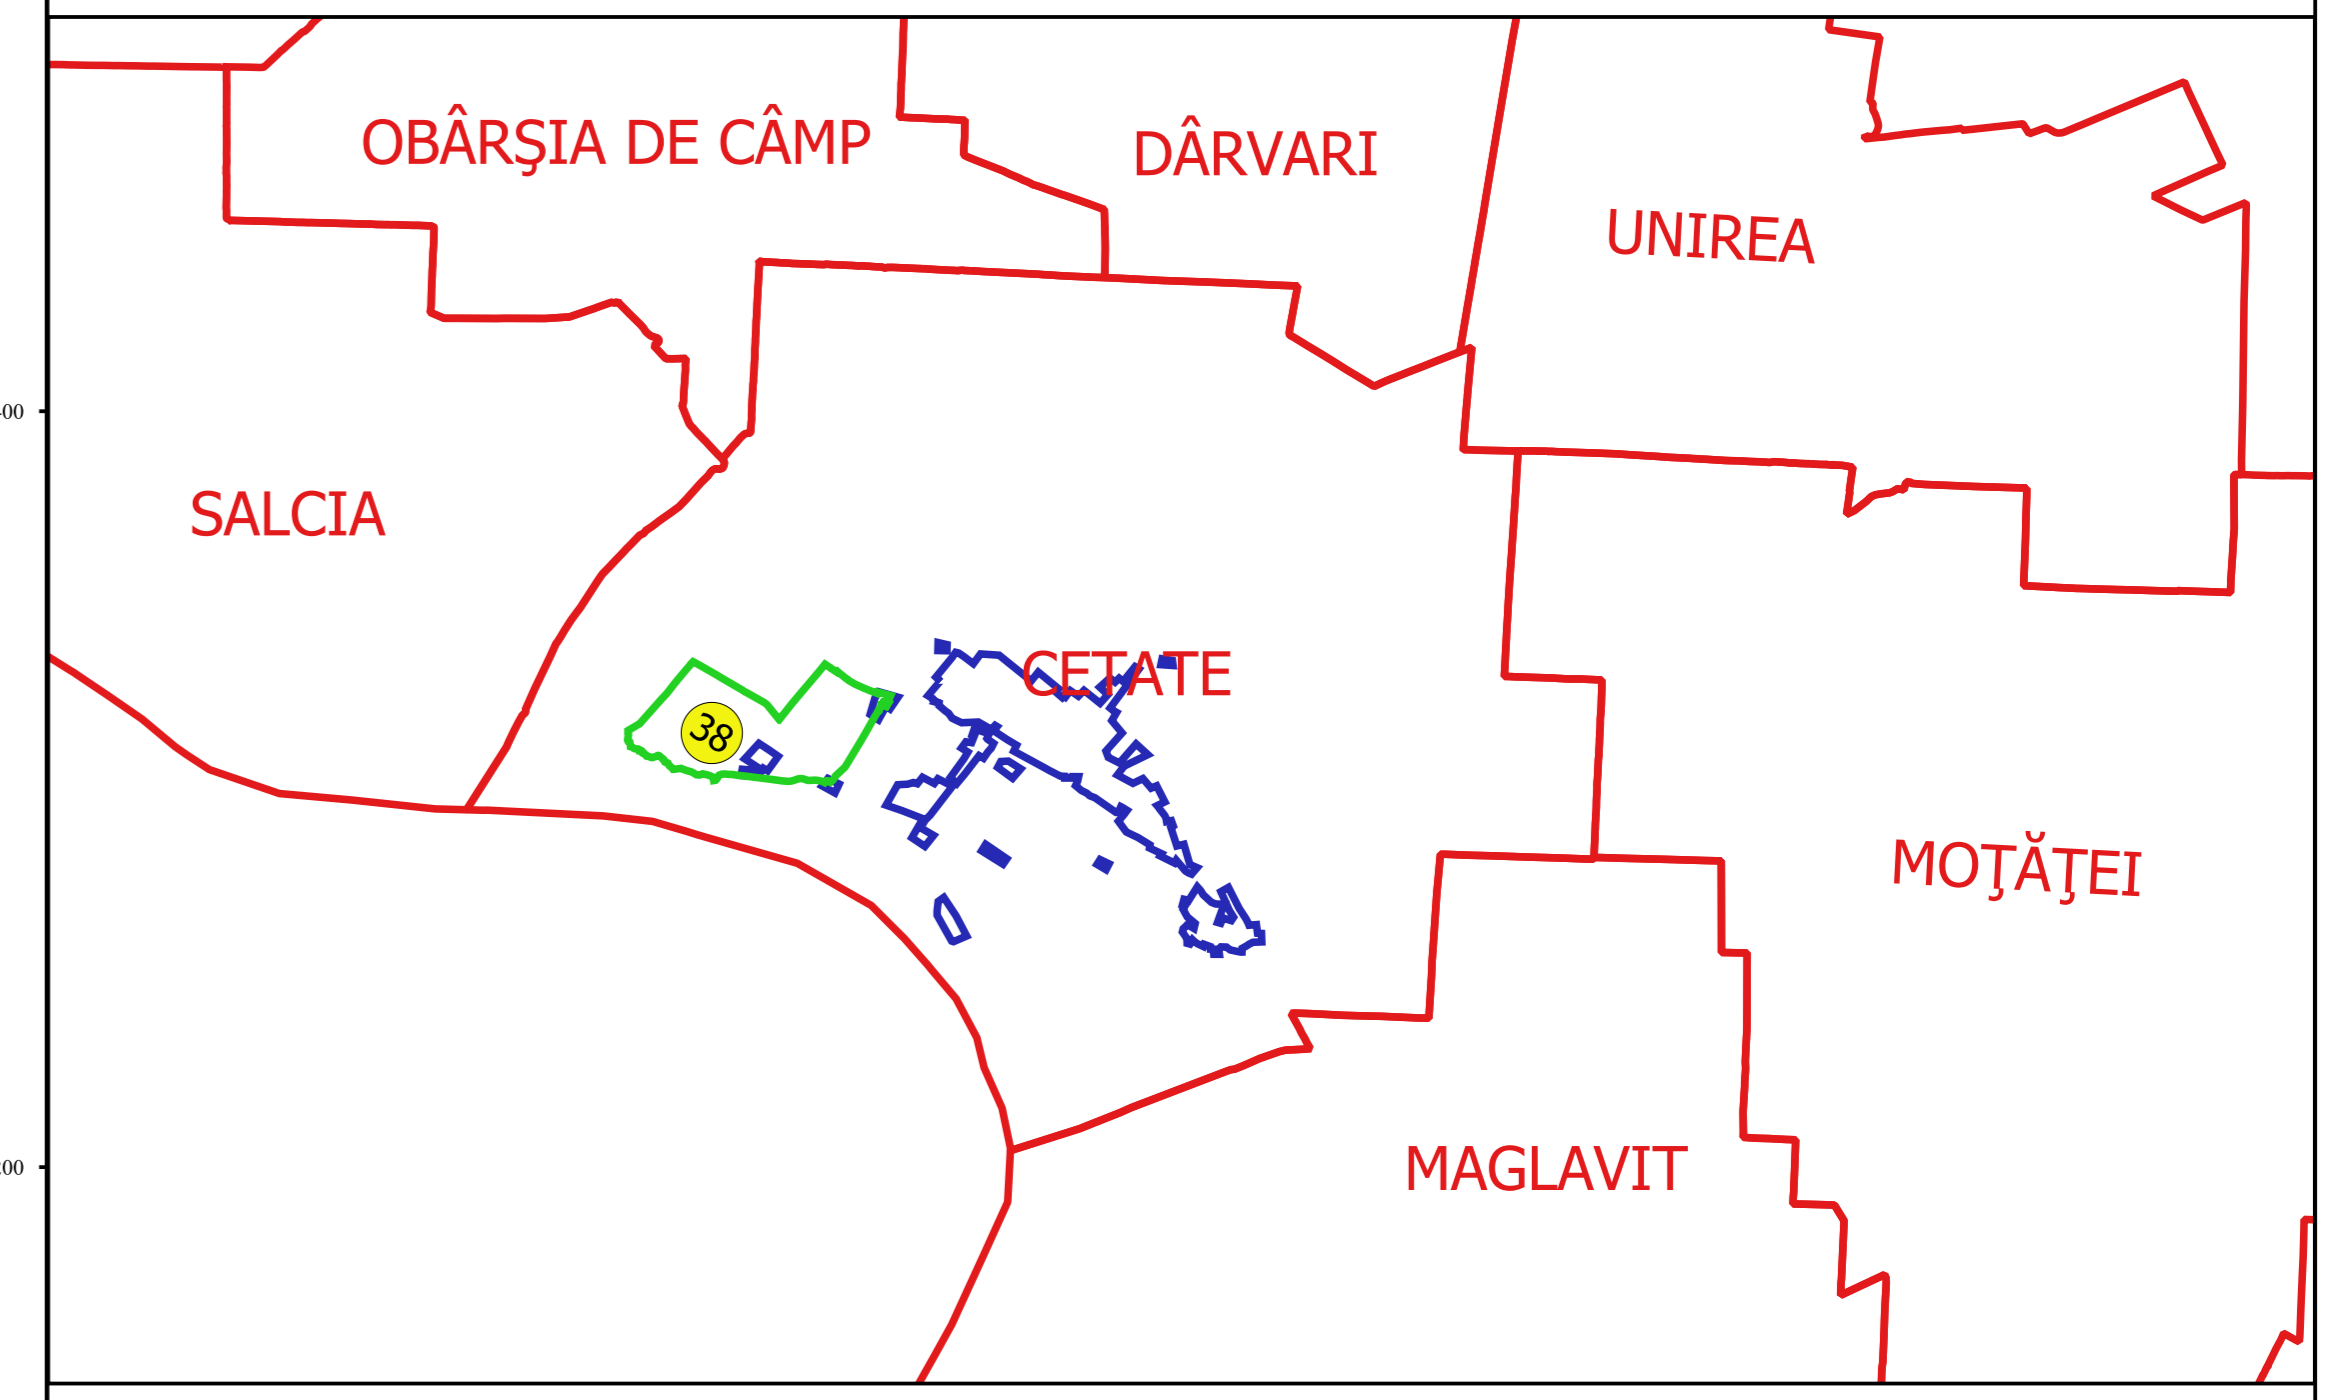 OBÂRŞIA DE CÂMP
DÂRVARI
UNIREA
SALCIA
CETATE
38
MOŢĂŢEI
MAGLAVIT